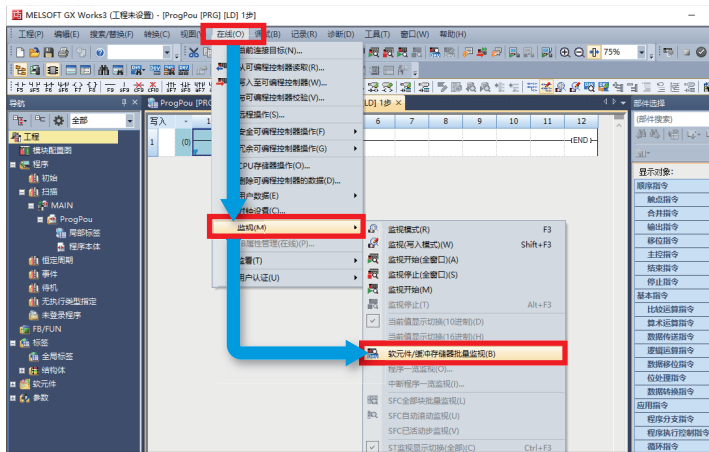 MELSOFT GX Works3 (工程未设置) - [ProgPou [PRG] [LD] 1步]
工程(P) 编辑(E) 搜索/替换(F) 转换(C) 视图(V) 在线(O) 调试(B) 记录(R) 诊断(D) 工具(T) 窗口(W) 帮助(H)
75%
导航
ProgPou [PRG
LD] 1步
部件选择
全部
写入
1 6 7 8 9 10 11 12
1 (0) (END)
(部件搜索)
显示对象:
工程
模块配置图
程序
初始
扫描
MAIN
ProgPou
局部标签
程序本体
恒定周期
事件
待机
无执行类型指定
未登录程序
FB/FUN
标签
全局标签
结构体
软元件
参数
当前连接目标(N)...
从可编程控制器读取(R)...
写入至可编程控制器(W)...
与可编程控制器校验(V)...
远程操作(S)...
安全可编程控制器操作(F)
冗余可编程控制器操作(G)
CPU存储器操作(O)...
删除可编程控制器的数据(D)...
用户数据(E)
时钟设置(C)...
监视(M)
FB属性管理(在线)(P)...
监看(T)
用户认证(U)
监视模式(R) F3
监视(写入模式)(W) Shift+F3
监视开始(全窗口)(A)
监视停止(全窗口)(S)
监视开始(M)
监视停止(T) Alt+F3
当前值显示切换(10进制)(D)
当前值显示切换(16进制)(H)
软元件/缓冲存储器批量监视(B)
程序一览监视(O)...
中断程序一览监视(I)...
SFC全部块批量监视(L)
SFC自动滚动监视(U)
SFC已活动步监视(V)
ST监视显示切换(全部)(C) Ctrl+F3
顺序指令
触点指令
合并指令
输出指令
移位指令
主控指令
结束指令
停止指令
基本指令
比较运算指令
算术运算指令
数据传送指令
逻辑运算指令
数据移位指令
位处理指令
数据转换指令
应用指令
程序分支指令
程序执行控制指令
循环指令